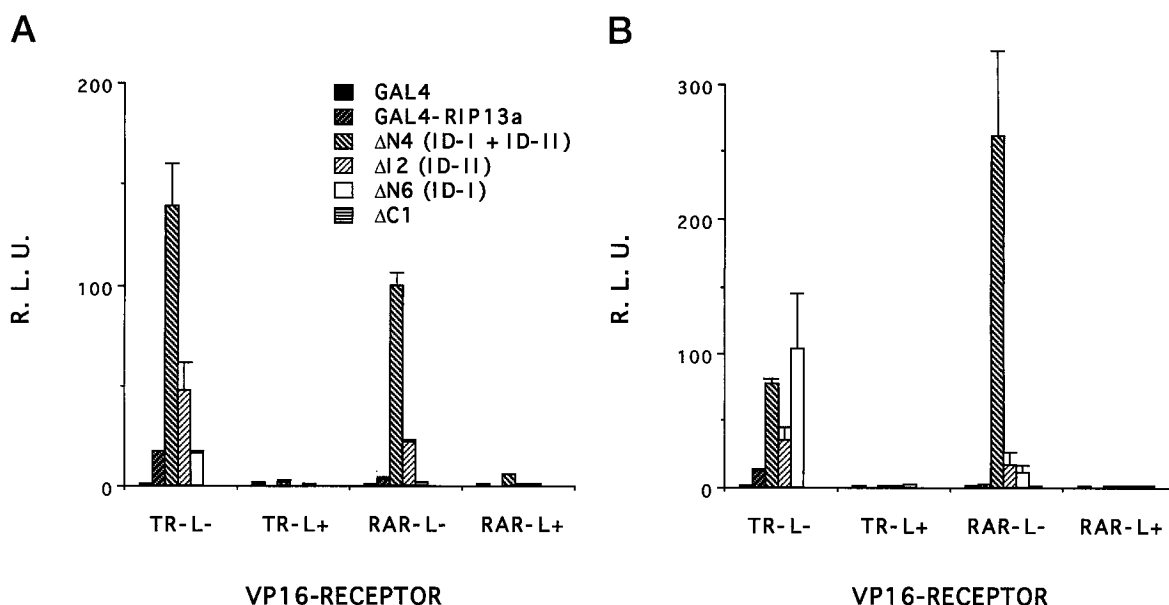 A
200
100
0
R. L. U.
GAL4
GAL4-RIP13a
ΔN4 (ID-I + ID-II)
ΔI2 (ID-II)
ΔN6 (ID-I)
ΔC1
TR-L-
TR-L+
RAR-L-
RAR-L+
VP16-RECEPTOR
B
300
200
100
0
R. L. U.
TR-L-
TR-L+
RAR-L-
RAR-L+
VP16-RECEPTOR